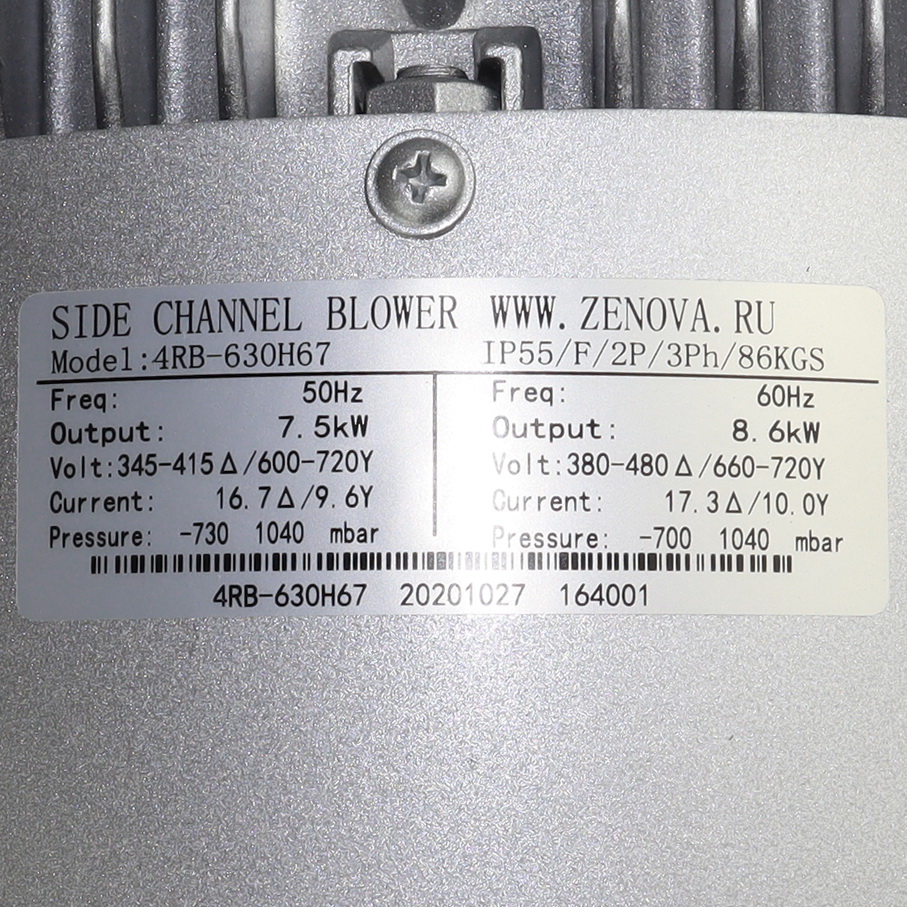 SIDE CHANNEL BLOWER WWW.ZENOVA.RU
Model:4RB-630H67 IP55/F/2P/3Ph/86KGS
Freq: 50Hz
Output: 7.5kW
Volt:345-415Δ/600-720Y
Current: 16.7Δ/9.6Y
Pressure: -730 1040 mbar
Freq: 60Hz
Output: 8.6kW
Volt:380-480Δ/660-720Y
Current: 17.3Δ/10.0Y
Pressure: -700 1040 mbar
4RB-630H67 20201027 164001